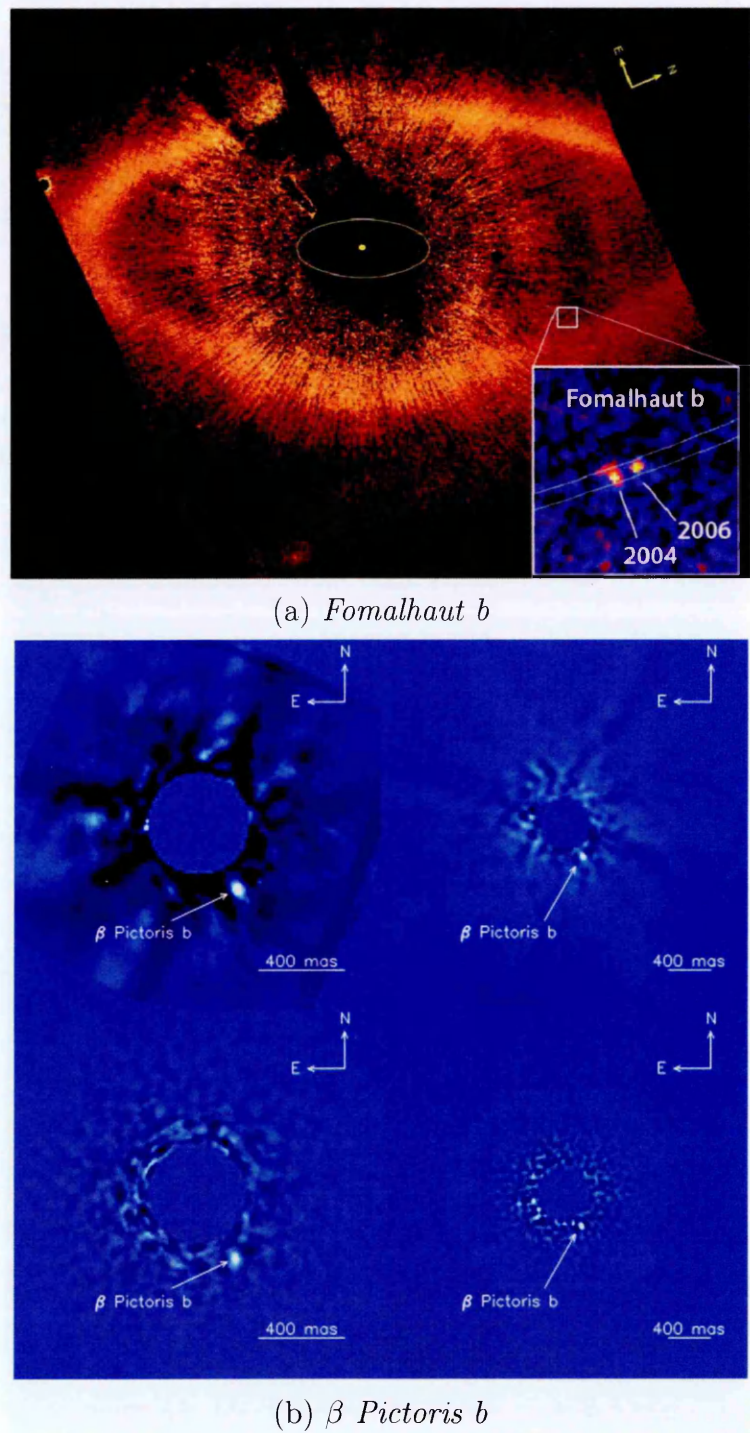 E
N
Fomalhaut b
2006
2004
(a) Fomalhaut b
N
E
β Pictoris b
400 mas
N
E
β Pictoris b
400 mas
N
E
β Pictoris b
400 mas
N
E
β Pictoris b
400 mas
(b) β Pictoris b